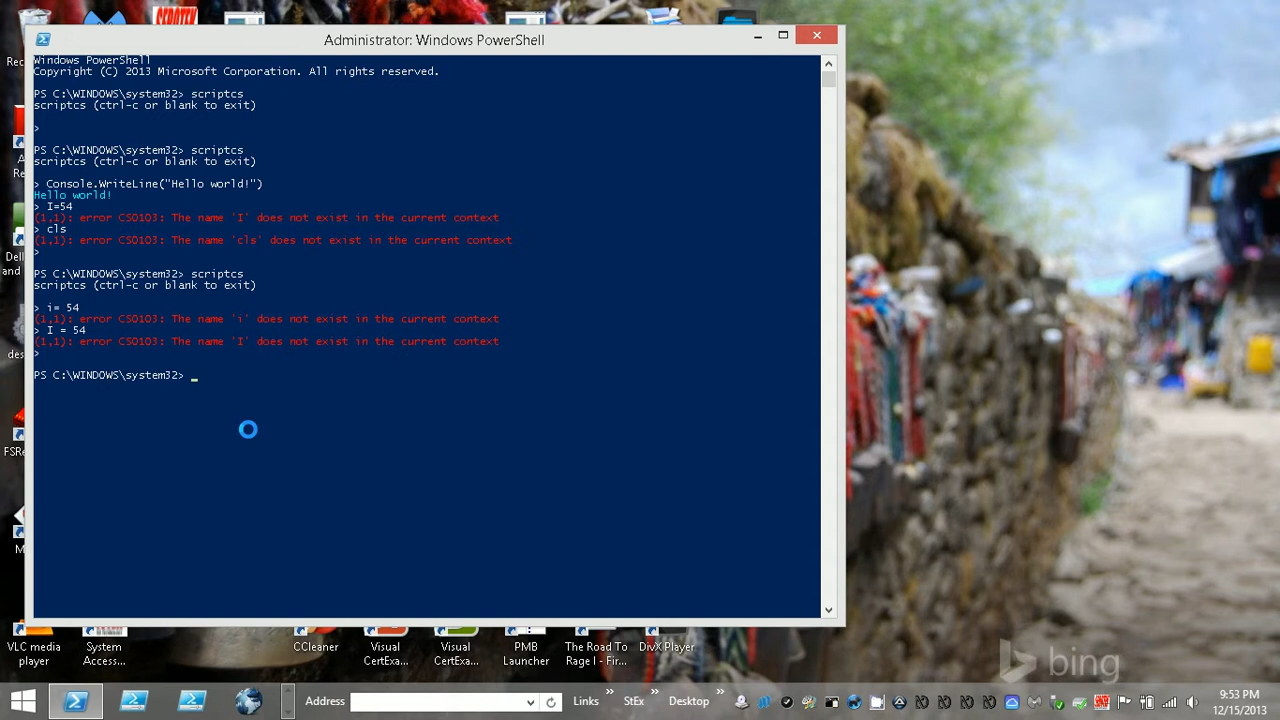 SEROTEK
Administrator: Windows PowerShell
Windows PowerShell
Copyright (C) 2013 Microsoft Corporation. All rights reserved.
PS C:\WINDOWS\system32> scriptcs
scriptcs (ctrl-c or blank to exit)
>
PS C:\WINDOWS\system32> scriptcs
scriptcs (ctrl-c or blank to exit)
> Console.WriteLine("Hello world!")
Hello world!
> I=54
(1,1): error CS0103: The name 'I' does not exist in the current context
> cls
(1,1): error CS0103: The name 'cls' does not exist in the current context
>
PS C:\WINDOWS\system32> scriptcs
scriptcs (ctrl-c or blank to exit)
> i= 54
(1,1): error CS0103: The name 'i' does not exist in the current context
> I = 54
(1,1): error CS0103: The name 'I' does not exist in the current context
>
PS C:\WINDOWS\system32> _
Rec
A
Re
Dell
and
des
FSRe
M
VLC media player
System Access...
CCleaner
Visual CertExa...
Visual CertExa...
PMB Launcher
The Road To Rage I - Fir...
DivX Player
bing
Address
Links »
StEx »
Desktop »
9:53 PM
12/15/2013